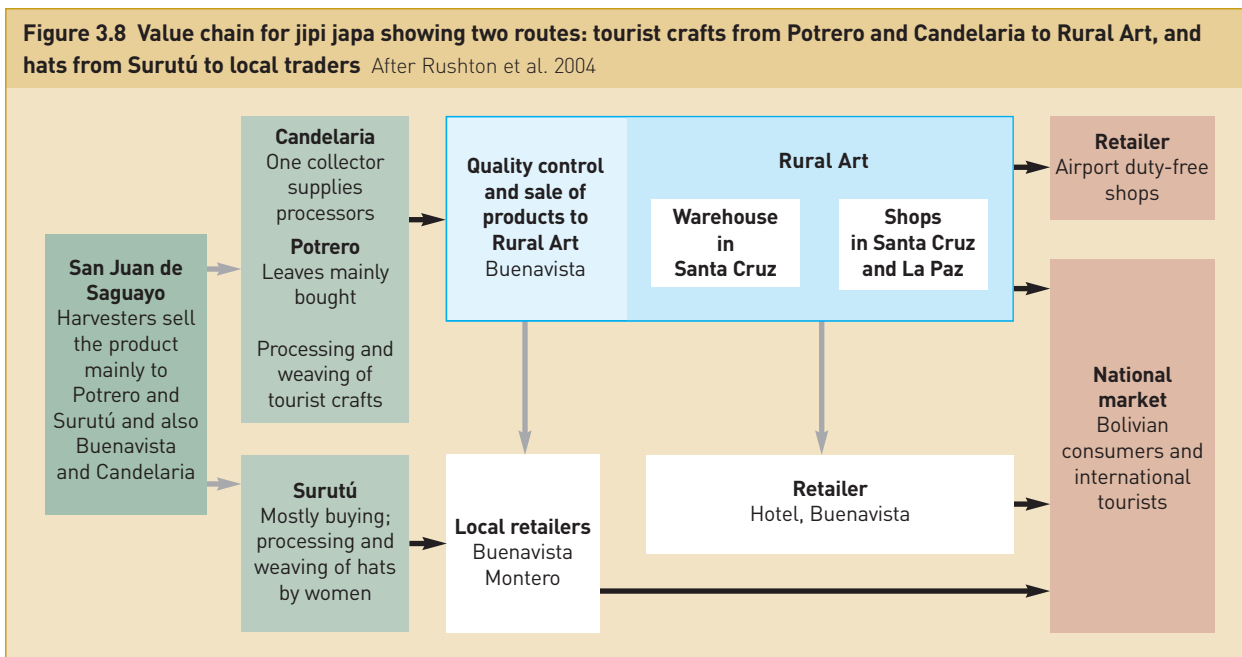 Figure 3.8 Value chain for jipi japa showing two routes: tourist crafts from Potrero and Candelaria to Rural Art, and
hats from Surutú to local traders After Rushton et al. 2004
San Juan de
Saguayo
Harvesters sell
the product
mainly to
Potrero and
Surutú and also
Buenavista
and Candelaria
Candelaria
One collector
supplies
processors
Potrero
Leaves mainly
bought
Processing and
weaving of
tourist crafts
Surutú
Mostly buying;
processing and
weaving of hats
by women
Quality control
and sale of
products to
Rural Art
Buenavista
Rural Art
Warehouse
in
Santa Cruz
Shops
in Santa Cruz
and La Paz
Local retailers
Buenavista
Montero
Retailer
Hotel, Buenavista
Retailer
Airport duty-free
shops
National
market
Bolivian
consumers and
international
tourists